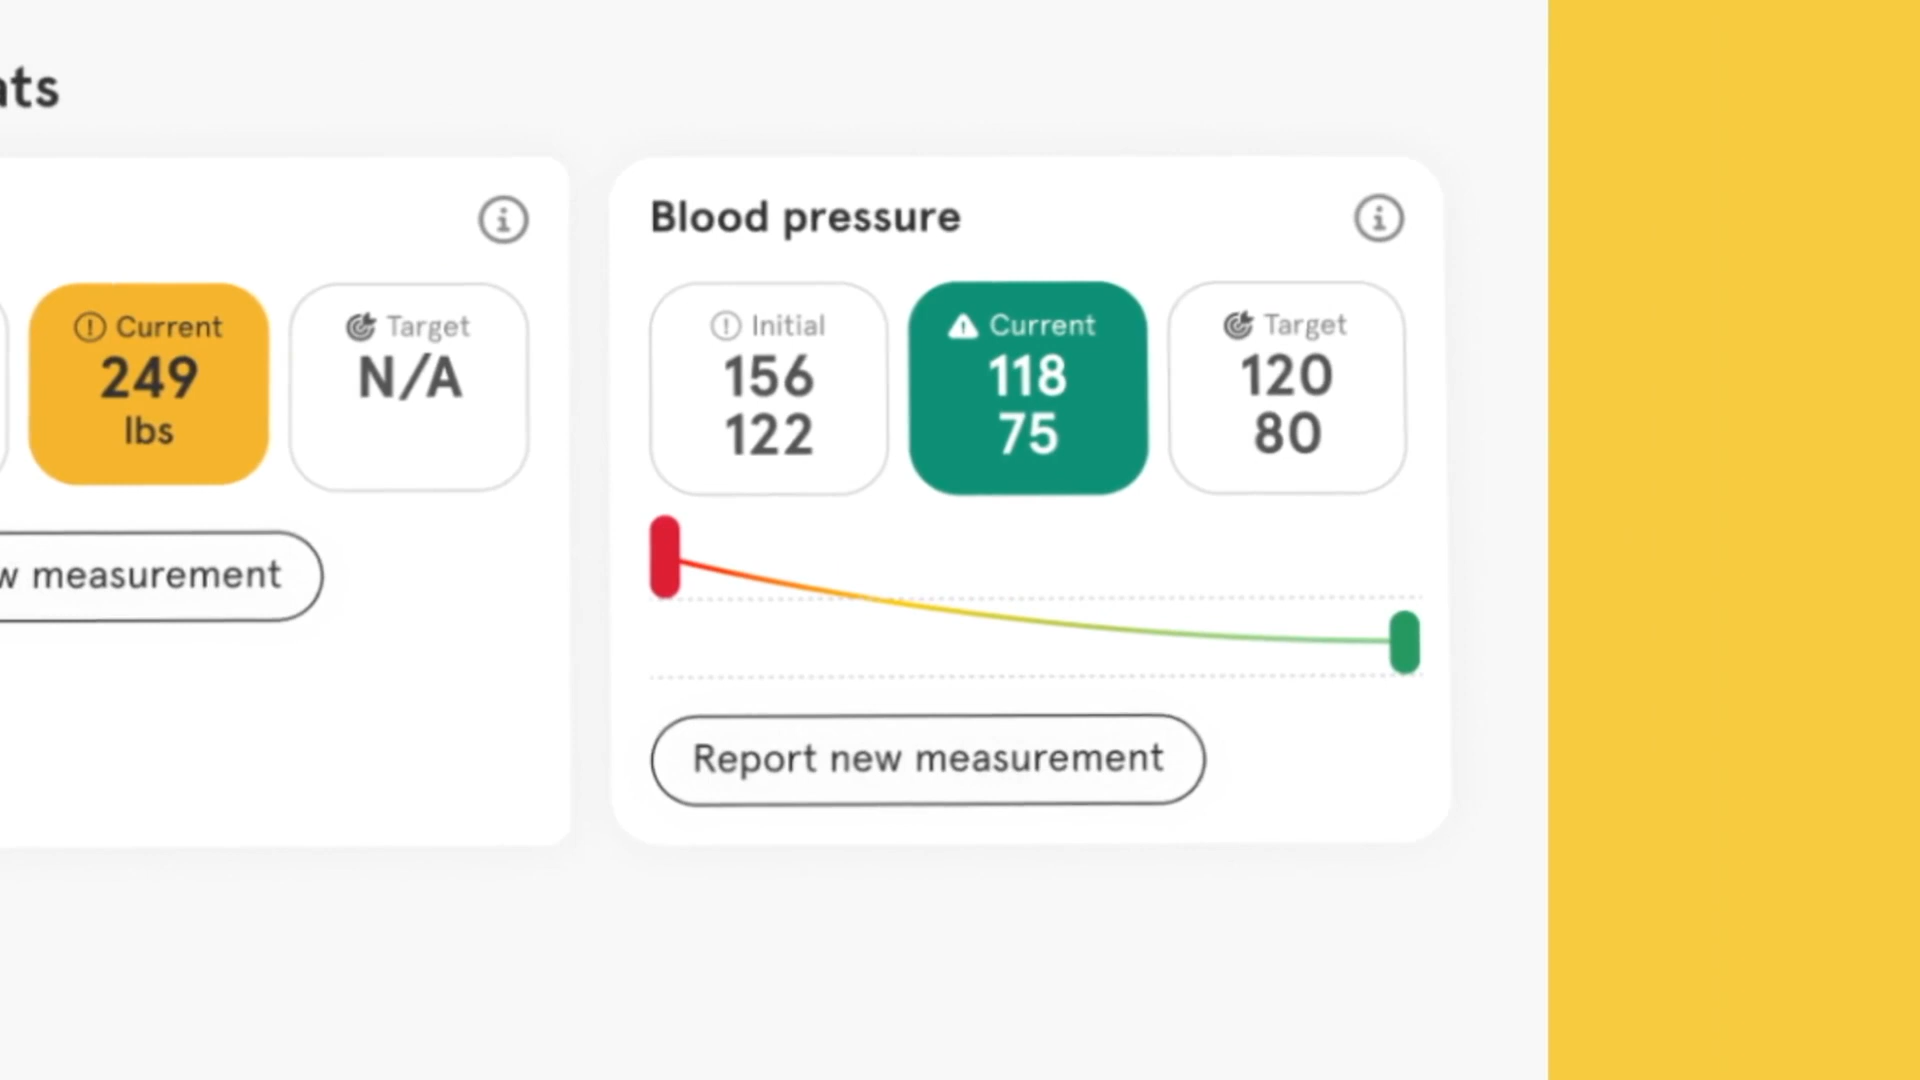 ats
Current
249
lbs
Target
N/A
w measurement
Blood pressure
Initial
156
122
Current
118
75
Target
120
80
Report new measurement